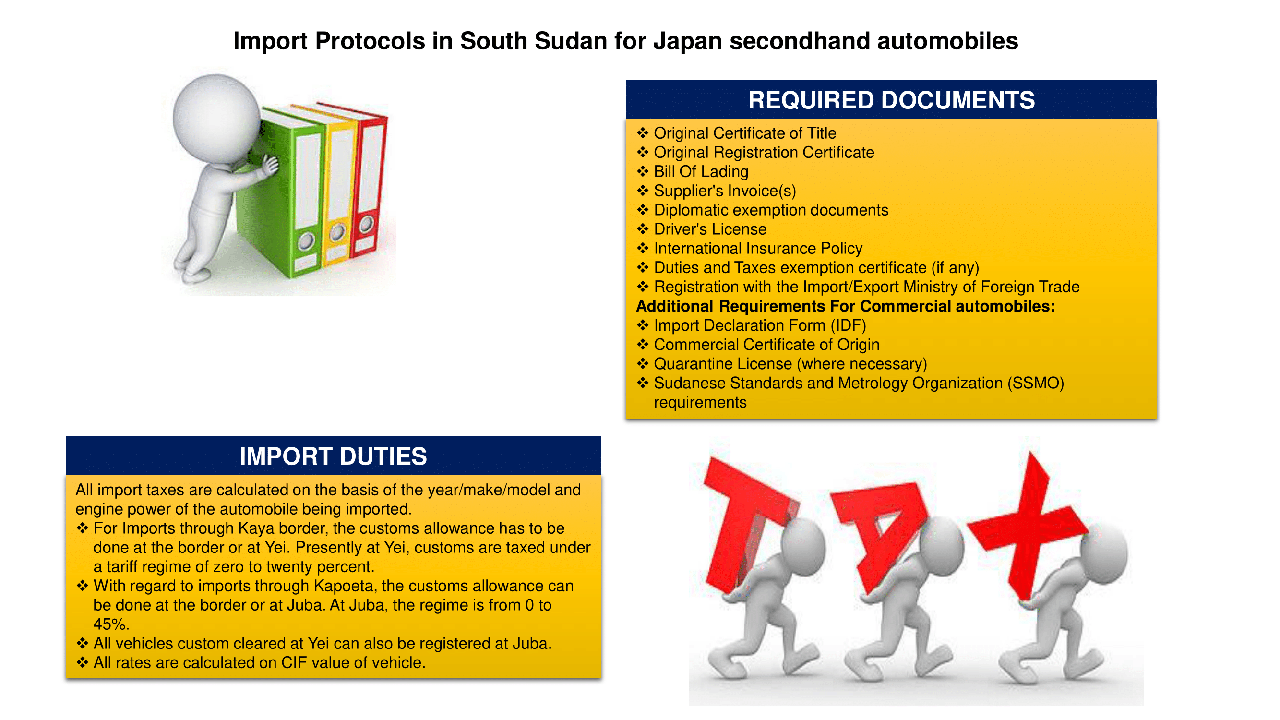 Import Protocols in South Sudan for Japan secondhand automobiles
REQUIRED DOCUMENTS
❖ Original Certificate of Title
❖ Original Registration Certificate
❖ Bill Of Lading
❖ Supplier's Invoice(s)
❖ Diplomatic exemption documents
❖ Driver's License
❖ International Insurance Policy
❖ Duties and Taxes exemption certificate (if any)
❖ Registration with the Import/Export Ministry of Foreign Trade
Additional Requirements For Commercial automobiles:
❖ Import Declaration Form (IDF)
❖ Commercial Certificate of Origin
❖ Quarantine License (where necessary)
❖ Sudanese Standards and Metrology Organization (SSMO)
requirements
IMPORT DUTIES
All import taxes are calculated on the basis of the year/make/model and
engine power of the automobile being imported.
❖ For Imports through Kaya border, the customs allowance has to be
done at the border or at Yei. Presently at Yei, customs are taxed under
a tariff regime of zero to twenty percent.
❖ With regard to imports through Kapoeta, the customs allowance can
be done at the border or at Juba. At Juba, the regime is from 0 to
45%.
❖ All vehicles custom cleared at Yei can also be registered at Juba.
❖ All rates are calculated on CIF value of vehicle.
TAX